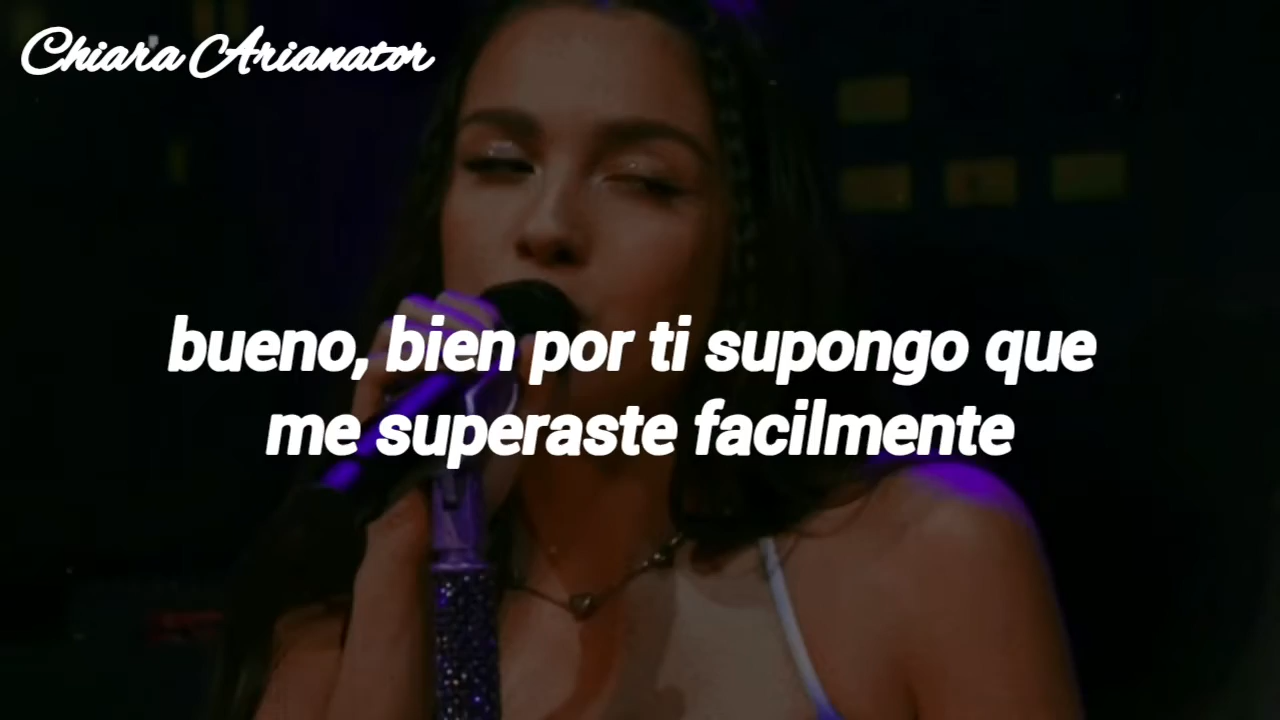 Chiara Arianator
bueno, bien por ti supongo que
me superaste facilmente